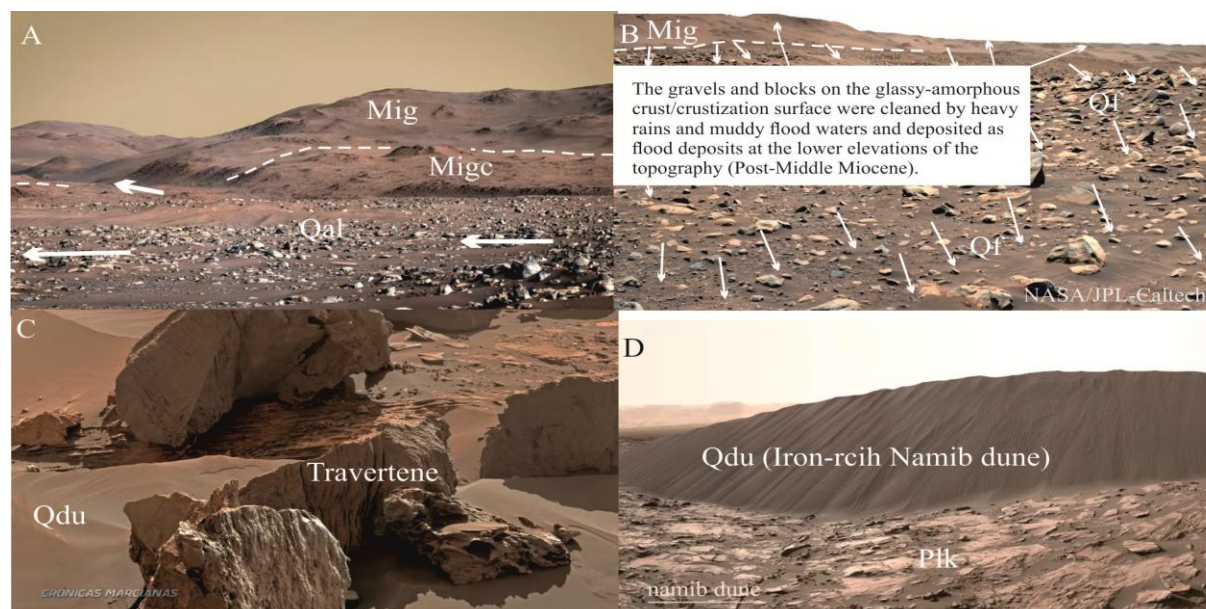 A
Mig
Migc
Qal
B
Mig
The gravels and blocks on the glassy-amorphous
crust/crustization surface were cleaned by heavy
rains and muddy flood waters and deposited as
flood deposits at the lower elevations of the
topography (Post-Middle Miocene).
Qf
Qf
NASA/JPL-Caltech
C
Travertene
Qdu
CRONICAS MARCIANAS
D
Qdu (Iron-rcih Namib dune)
Plk
namib dune